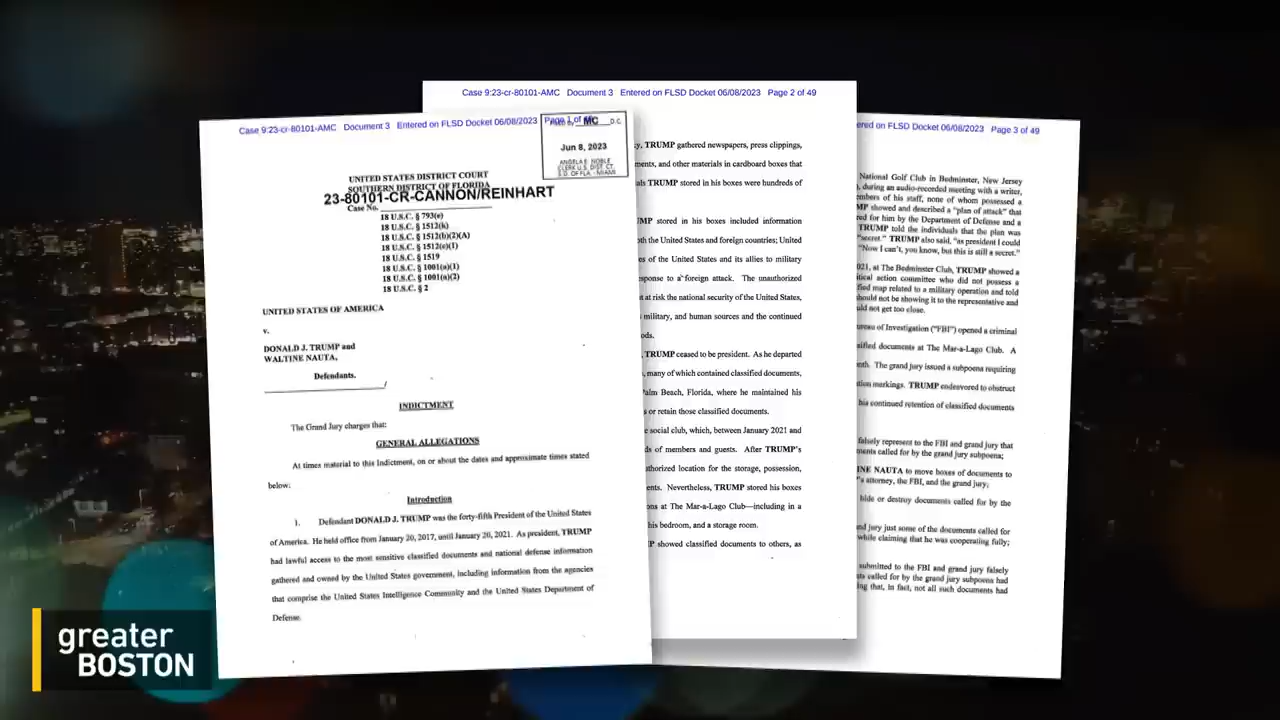 Case 9:23-cr-80101-AMC Document 3 Entered on FLSD Docket 06/08/2023 Page 1 of
MC D.C.
Jun 8, 2023
ANGELA E. NOBLE
CLERK U.S. DIST. CT.
S.D. OF FLA. - MIAMI
UNITED STATES DISTRICT COURT
SOUTHERN DISTRICT OF FLORIDA
23-80101-CR-CANNON/REINHART
Case No.
18 U.S.C. § 793(e)
18 U.S.C. § 1512(k)
18 U.S.C. § 1512(b)(2)(A)
18 U.S.C. § 1512(c)(1)
18 U.S.C. § 1519
18 U.S.C. § 1001(a)(1)
18 U.S.C. § 1001(a)(2)
18 U.S.C. § 2
UNITED STATES OF AMERICA
v.
DONALD J. TRUMP and
WALTINE NAUTA,
Defendants.
/
INDICTMENT
The Grand Jury charges that:
GENERAL ALLEGATIONS
At times material to this Indictment, on or about the dates and approximate times stated
below:
Introduction
1. Defendant DONALD J. TRUMP was the forty-fifth President of the United States
of America. He held office from January 20, 2017, until January 20, 2021. As president, TRUMP
had lawful access to the most sensitive classified documents and national defense information
gathered and owned by the United States government, including information from the agencies
that comprise the United States Intelligence Community and the United States Department of
Defense.
Case 9:23-cr-80101-AMC Document 3 Entered on FLSD Docket 06/08/2023 Page 2 of 49
y, TRUMP gathered newspapers, press clippings,
ments, and other materials in cardboard boxes that
als TRUMP stored in his boxes were hundreds of
MP stored in his boxes included information
oth the United States and foreign countries; United
es of the United States and its allies to military
sponse to a foreign attack. The unauthorized
t at risk the national security of the United States,
military, and human sources and the continued
ods.
, TRUMP ceased to be president. As he departed
, many of which contained classified documents,
Palm Beach, Florida, where he maintained his
s or retain those classified documents.
e social club, which, between January 2021 and
ds of members and guests. After TRUMP's
uthorized location for the storage, possession,
ents. Nevertheless, TRUMP stored his boxes
ons at The Mar-a-Lago Club—including in a
his bedroom, and a storage room.
MP showed classified documents to others, as
ered on FLSD Docket 06/08/2023 Page 3 of 49
National Golf Club in Bedminster, New Jersey
), during an audio-recorded meeting with a writer,
embers of his staff, none of whom possessed a
MP showed and described a "plan of attack" that
red for him by the Department of Defense and a
TRUMP told the individuals that the plan was
"secret." TRUMP also said, "as president I could
"Now I can't, you know, but this is still a secret."
021, at The Bedminster Club, TRUMP showed a
itical action committee who did not possess a
fied map related to a military operation and told
should not be showing it to the representative and
uld not get too close.
ureau of Investigation ("FBI") opened a criminal
ssified documents at The Mar-a-Lago Club. A
nth. The grand jury issued a subpoena requiring
tion markings. TRUMP endeavored to obstruct
his continued retention of classified documents
falsely represent to the FBI and grand jury that
ments called for by the grand jury subpoena;
INE NAUTA to move boxes of documents to
's attorney, the FBI, and the grand jury;
hide or destroy documents called for by the
nd jury just some of the documents called for
while claiming that he was cooperating fully;
submitted to the FBI and grand jury falsely
ts called for by the grand jury subpoena had
ing that, in fact, not all such documents had
greater
BOSTON